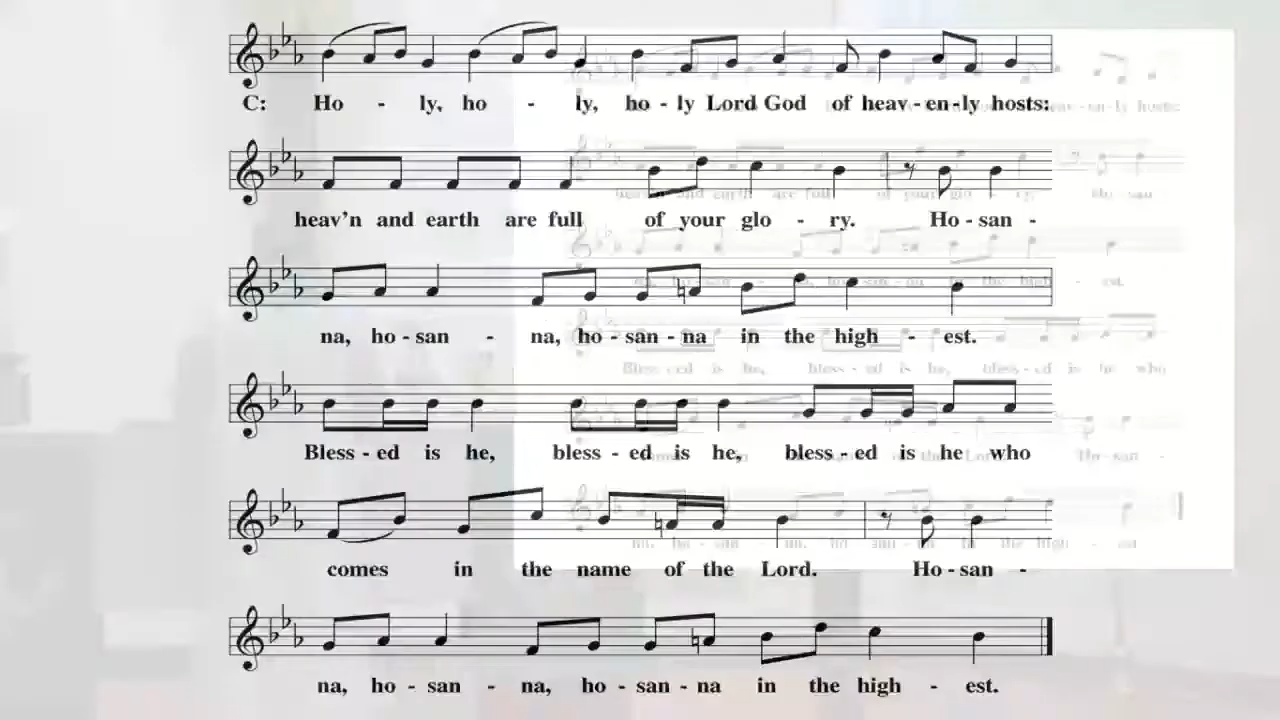 C: Ho - ly, ho - ly, ho - ly Lord God of heav - en - ly hosts:
heav'n and earth are full of your glo - ry. Ho - san -
na, ho - san - na, ho - san - na in the high - est.
Bless - ed is he, bless - ed is he, bless - ed is he who
comes in the name of the Lord. Ho - san -
na, ho - san - na, ho - san - na in the high - est.